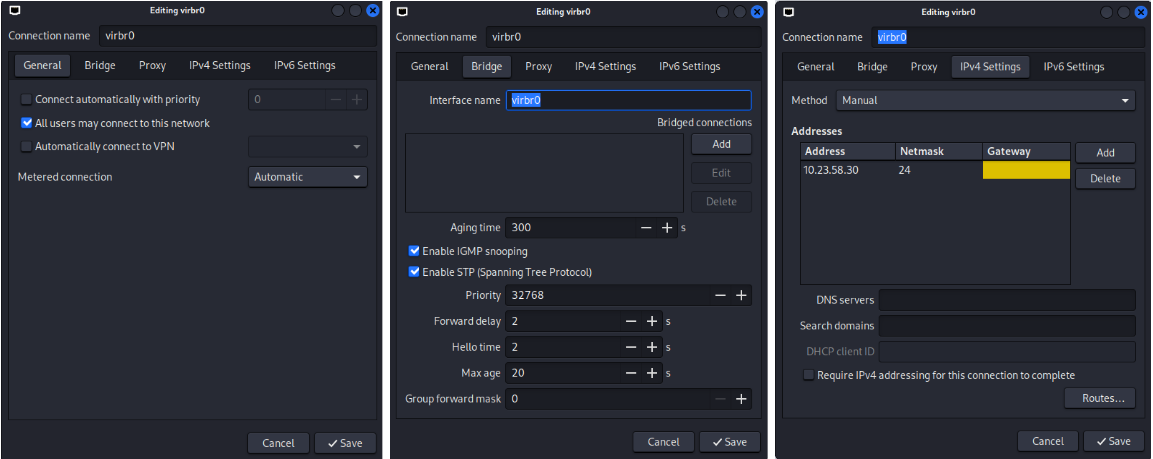 Editing virbr0
Connection name virbr0
General Bridge Proxy IPv4 Settings IPv6 Settings
Connect automatically with priority 0
All users may connect to this network
Automatically connect to VPN
Metered connection Automatic
Cancel Save
Editing virbr0
Connection name virbr0
General Bridge Proxy IPv4 Settings IPv6 Settings
Interface name virbr0
Bridged connections
Add
Edit
Delete
Aging time 300 s
Enable IGMP snooping
Enable STP (Spanning Tree Protocol)
Priority 32768
Forward delay 2 s
Hello time 2 s
Max age 20 s
Group forward mask 0
Cancel Save
Editing virbr0
Connection name virbr0
General Bridge Proxy IPv4 Settings IPv6 Settings
Method Manual
Addresses
Address Netmask Gateway Add
10.23.58.30 24
Delete
DNS servers
Search domains
DHCP client ID
Require IPv4 addressing for this connection to complete
Routes...
Cancel Save